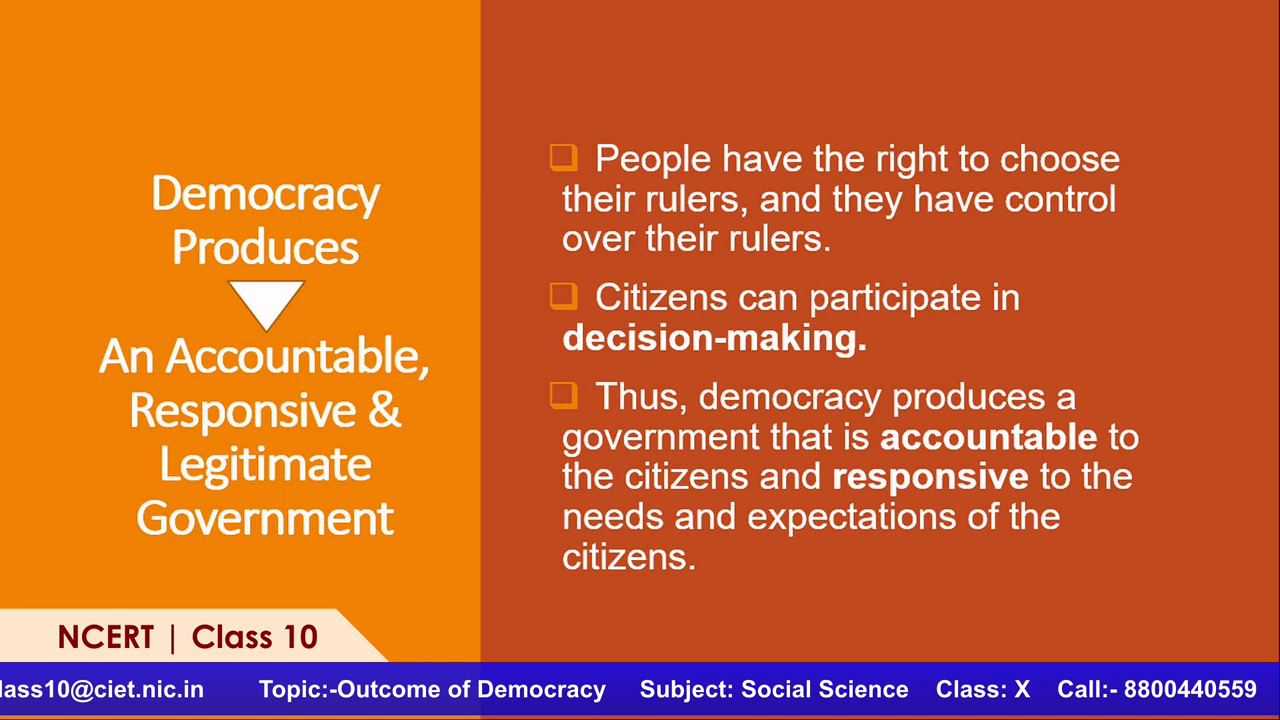 Democracy
Produces
An Accountable,
Responsive &
Legitimate
Government
People have the right to choose
their rulers, and they have control
over their rulers.
Citizens can participate in
decision-making.
Thus, democracy produces a
government that is accountable to
the citizens and responsive to the
needs and expectations of the
citizens.
NCERT | Class 10
lass10@ciet.nic.in Topic:-Outcome of Democracy Subject: Social Science Class: X Call:- 8800440559